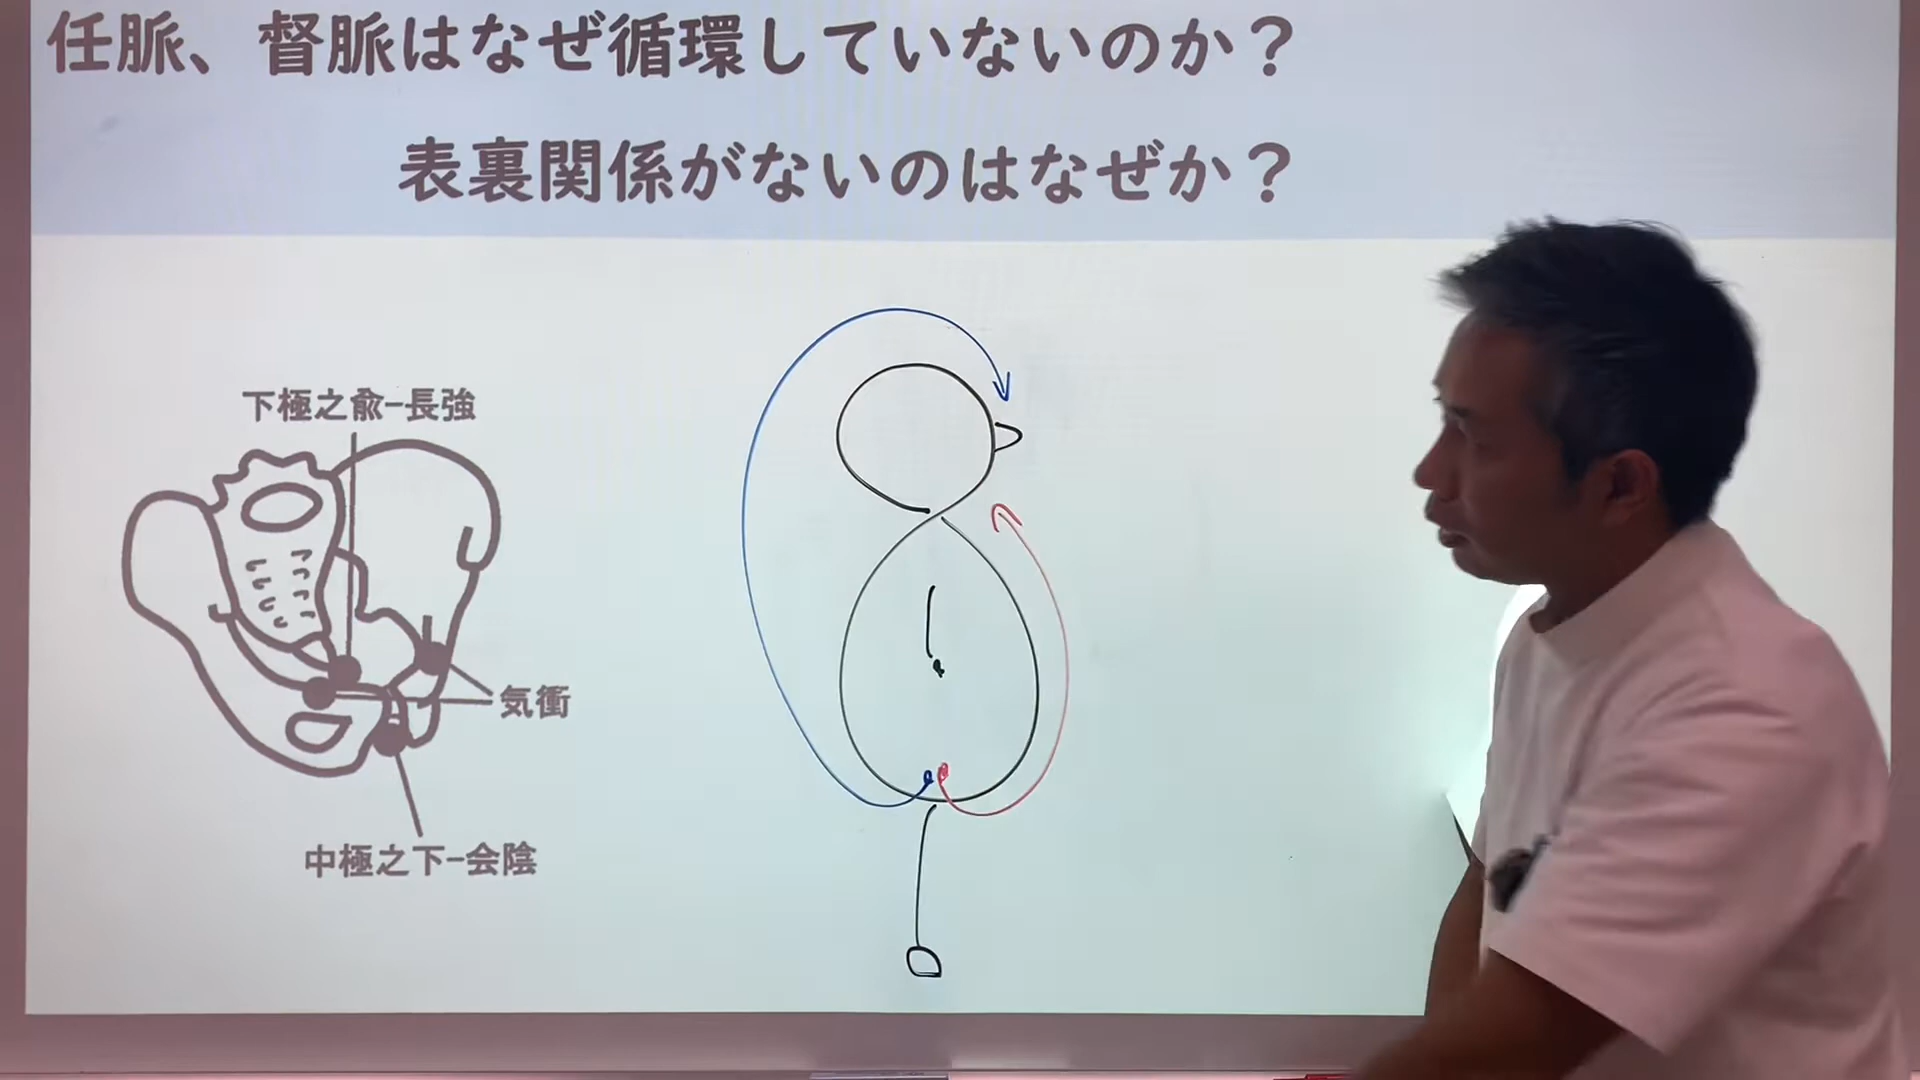 任脈、督脈はなぜ循環していないのか？
表裏関係がないのはなぜか？
下極之兪-長強
気衝
中極之下-会陰